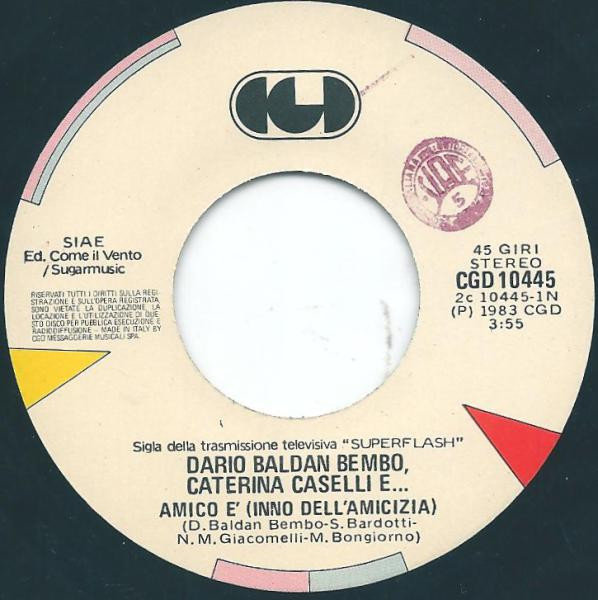 CGD
SIAE
Ed. Come il Vento
/Sugarmusic
RISERVATI TUTTI I DIRITTI SULLA REGI-
STRAZIONE E SULL'OPERA REGISTRATA,
SONO VIETATE LA DUPLICAZIONE, LA
LOCAZIONE E L'UTILIZZAZIONE DI QUE-
STO DISCO PER PUBBLICA ESECUZIONE E
RADIODIFFUSIONE - MADE IN ITALY BY
CGD MESSAGGERIE MUSICALI SPA.
SIAE
5
45 GIRI
STEREO
CGD 10445
2c 10445-1N
(P) 1983 CGD
3:55
Sigla della trasmissione televisiva "SUPERFLASH"
DARIO BALDAN BEMBO,
CATERINA CASELLI E...
AMICO E' (INNO DELL'AMICIZIA)
(D. Baldan Bembo-S. Bardotti-
N. M. Giacomelli-M. Bongiorno)